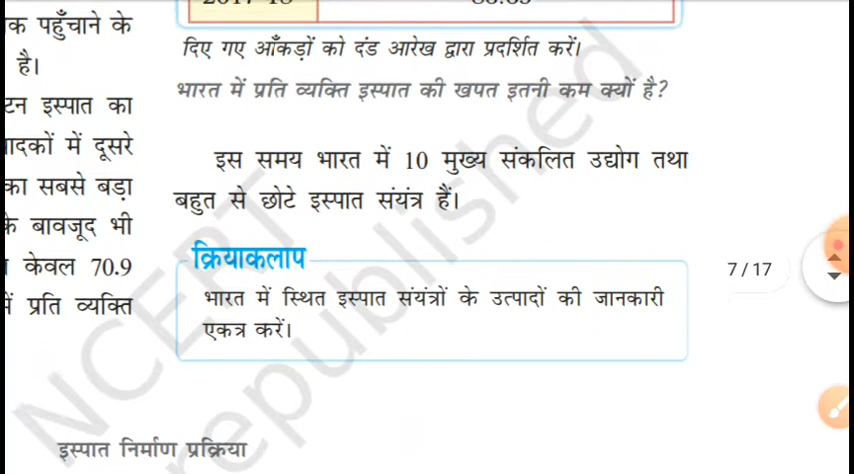 क पहुँचाने के
है।
टन इस्पात का
ादकों में दूसरे
का सबसे बड़ा
के बावजूद भी
केवल 70.9
में प्रति व्यक्ति
2017-18
दिए गए आँकड़ों को दंड आरेख द्वारा प्रदर्शित करें।
भारत में प्रति व्यक्ति इस्पात की खपत इतनी कम क्यों है?
इस समय भारत में 10 मुख्य संकलित उद्योग तथा
बहुत से छोटे इस्पात संयंत्र हैं।
क्रियाकलाप
भारत में स्थित इस्पात संयंत्रों के उत्पादों की जानकारी
एकत्र करें।
7 / 17
इस्पात निर्माण प्रक्रिया
NCERT
republished